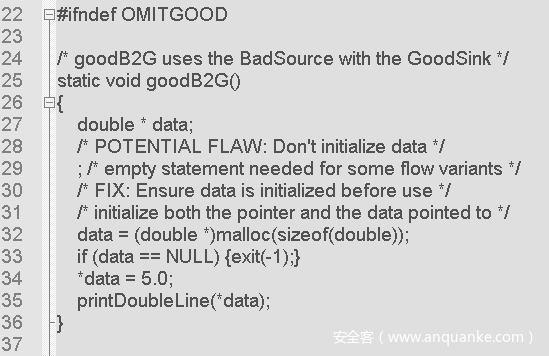 22 #ifndef OMITGOOD
23
24 /* goodB2G uses the BadSource with the GoodSink */
25 static void goodB2G()
26 {
27 double * data;
28 /* POTENTIAL FLAW: Don't initialize data */
29 ; /* empty statement needed for some flow variants */
30 /* FIX: Ensure data is initialized before use */
31 /* initialize both the pointer and the data pointed to */
32 data = (double *)malloc(sizeof(double));
33 if (data == NULL) {exit(-1);}
34 *data = 5.0;
35 printDoubleLine(*data);
36 }
37
安全客（www.anquanke.com）